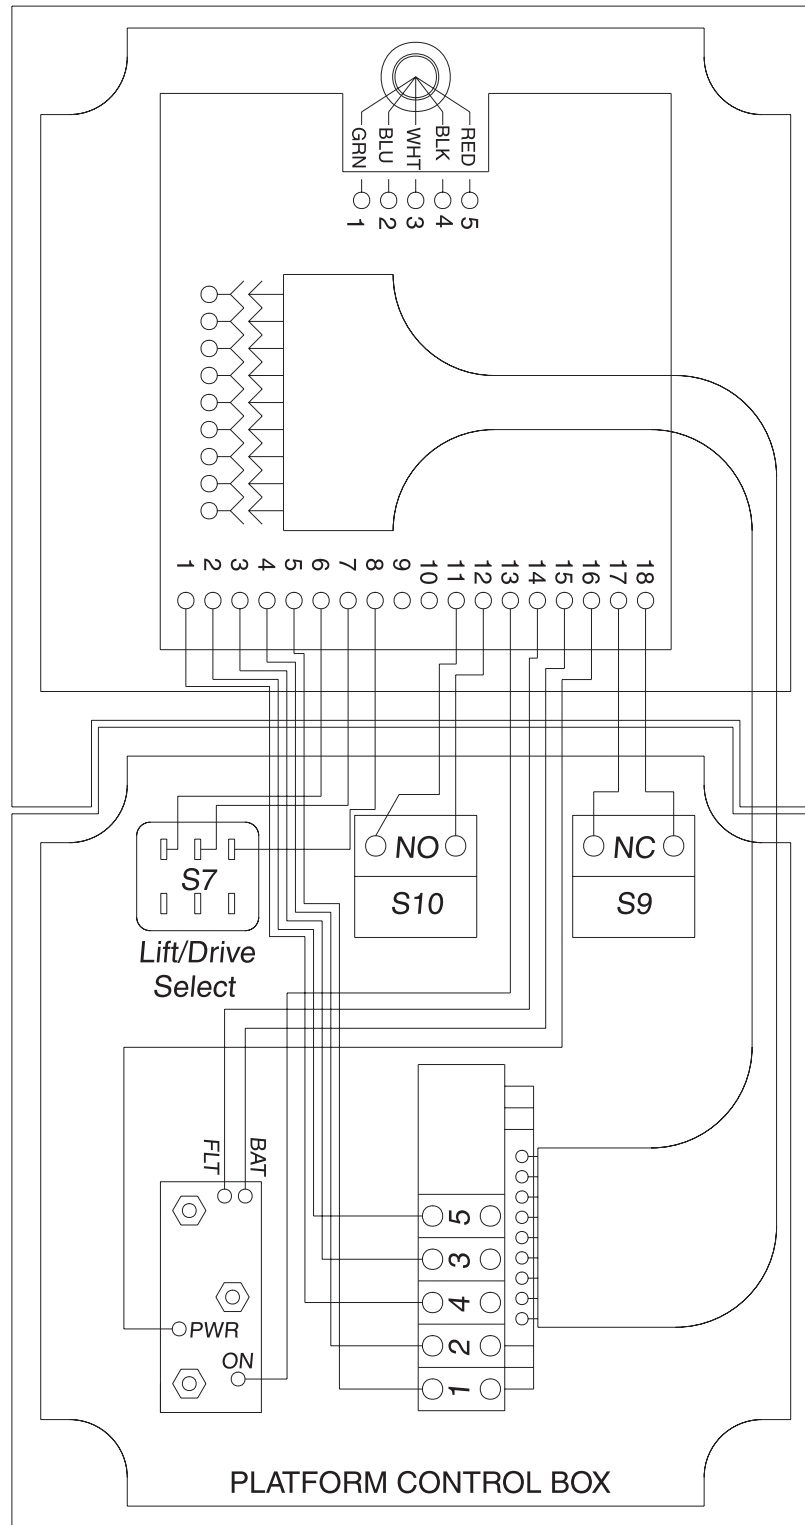 GRN BLU WHT BLK RED
1 2 3 4 5
1 2 3 4 5 6 7 8 9 10 11 12 13 14 15 16 17 18
NO NC
S7 S10 S9
Lift/Drive
Select
FLT BAT
5
3
PWR 4
ON 2
1
PLATFORM CONTROL BOX